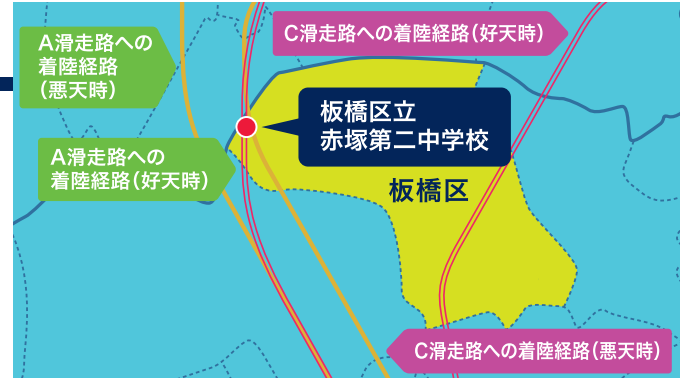 A滑走路への
着陸経路
（悪天時）
C滑走路への着陸経路（好天時）
板橋区立
赤塚第二中学校
A滑走路への
着陸経路（好天時）
板橋区
C滑走路への着陸経路（悪天時）